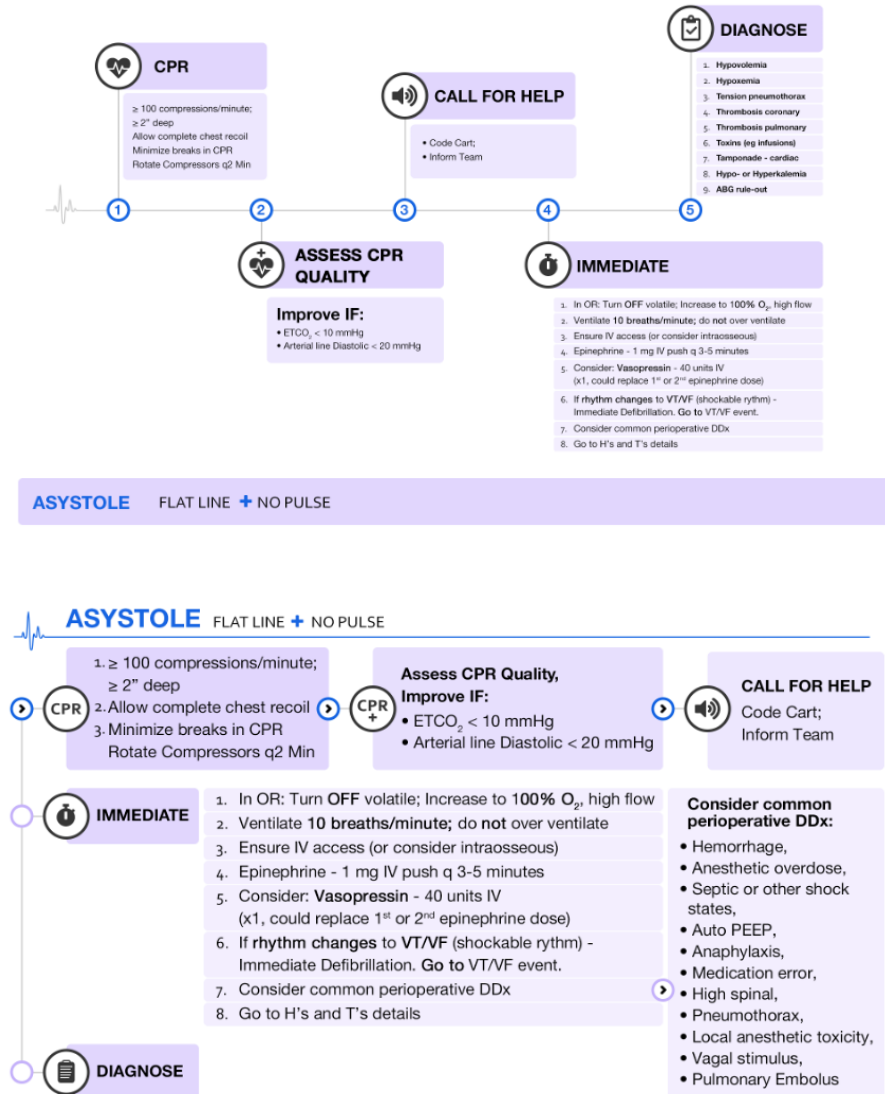 CPR
≥ 100 compressions/minute;
≥ 2” deep
Allow complete chest recoil
Minimize breaks in CPR
Rotate Compressors q2 Min
CALL FOR HELP
• Code Cart;
• Inform Team
DIAGNOSE
1. Hypovolemia
2. Hypoxemia
3. Tension pneumothorax
4. Thrombosis coronary
5. Thrombosis pulmonary
6. Toxins (eg infusions)
7. Tamponade - cardiac
8. Hypo- or Hyperkalemia
9. ABG rule-out
1
2
3
4
5
ASSESS CPR
QUALITY
Improve IF:
• ETCO₂ < 10 mmHg
• Arterial line Diastolic < 20 mmHg
IMMEDIATE
1. In OR: Turn OFF volatile; Increase to 100% O₂, high flow
2. Ventilate 10 breaths/minute; do not over ventilate
3. Ensure IV access (or consider intraosseous)
4. Epinephrine - 1 mg IV push q 3-5 minutes
5. Consider: Vasopressin - 40 units IV
(x1, could replace 1st or 2nd epinephrine dose)
6. If rhythm changes to VT/VF (shockable rythm) -
Immediate Defibrillation. Go to VT/VF event.
7. Consider common perioperative DDx
8. Go to H's and T's details
ASYSTOLE FLAT LINE + NO PULSE
ASYSTOLE FLAT LINE + NO PULSE
CPR
1. ≥ 100 compressions/minute;
≥ 2” deep
2. Allow complete chest recoil
3. Minimize breaks in CPR
Rotate Compressors q2 Min
CPR
+
Assess CPR Quality,
Improve IF:
• ETCO₂ < 10 mmHg
• Arterial line Diastolic < 20 mmHg
CALL FOR HELP
Code Cart;
Inform Team
IMMEDIATE
1. In OR: Turn OFF volatile; Increase to 100% O₂, high flow
2. Ventilate 10 breaths/minute; do not over ventilate
3. Ensure IV access (or consider intraosseous)
4. Epinephrine - 1 mg IV push q 3-5 minutes
5. Consider: Vasopressin - 40 units IV
(x1, could replace 1st or 2nd epinephrine dose)
6. If rhythm changes to VT/VF (shockable rythm) -
Immediate Defibrillation. Go to VT/VF event.
7. Consider common perioperative DDx
8. Go to H's and T's details
Consider common
perioperative DDx:
• Hemorrhage,
• Anesthetic overdose,
• Septic or other shock
states,
• Auto PEEP,
• Anaphylaxis,
• Medication error,
• High spinal,
• Pneumothorax,
• Local anesthetic toxicity,
• Vagal stimulus,
• Pulmonary Embolus
DIAGNOSE